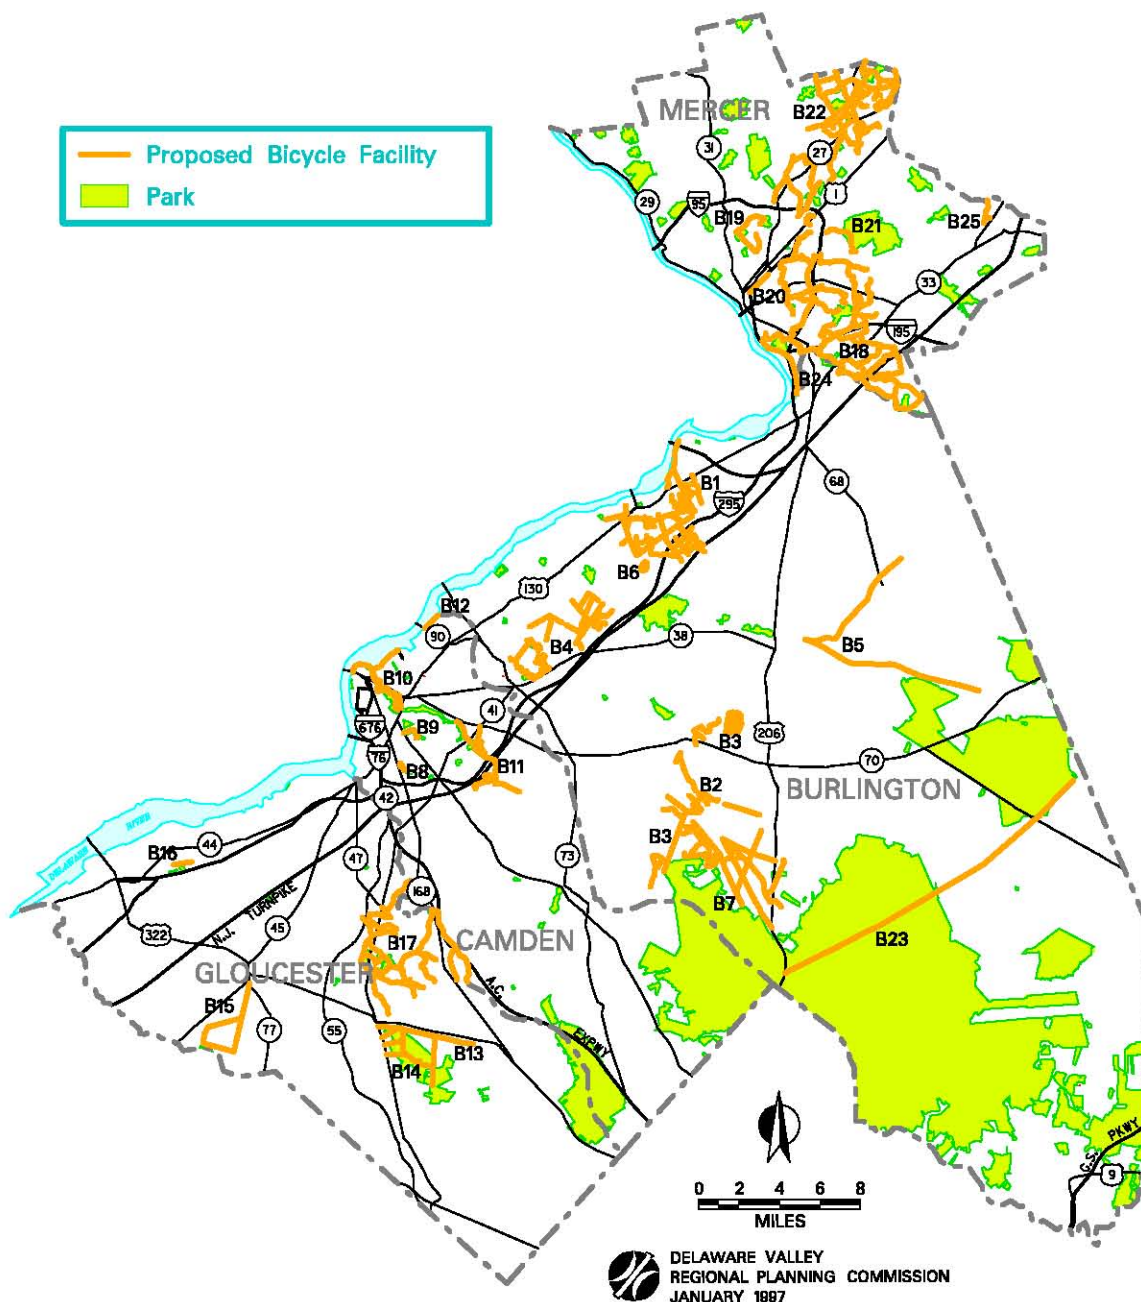 MERCER
B22
31
27
Proposed Bicycle Facility
Park
29
95
1
B19
B21
B25
B20
33
195
B18
B24
B1
68
295
B6
130
B12
90
B4
38
B5
B10
41
676
B9
B3
206
76
B8
B11
70
42
B2
BURLINGTON
DELAWARE RIVER
B16
44
47
73
B3
168
B7
N.J. TURNPIKE
45
322
B17
CAMDEN
B23
GLOUCESTER
A.C. EXPWY
B15
77
55
B13
B14
G.S. PKWY
9
0 2 4 6 8
MILES
DELAWARE VALLEY
REGIONAL PLANNING COMMISSION
JANUARY 1997